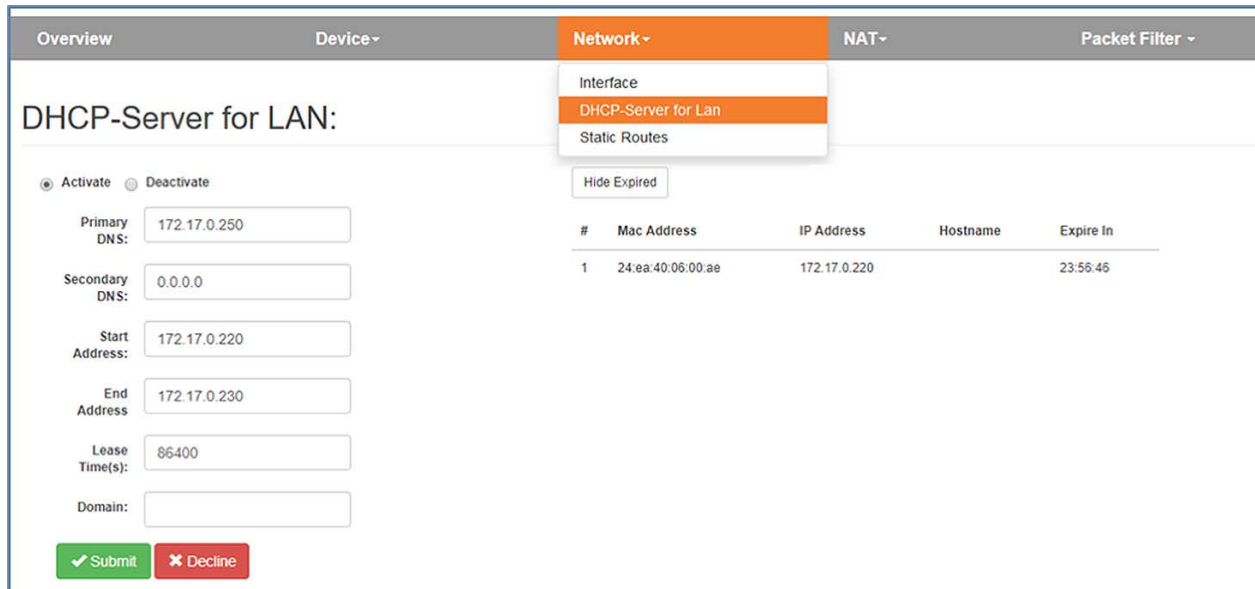 Overview Device Network NAT Packet Filter
Interface
DHCP-Server for Lan
Static Routes
DHCP-Server for LAN:
Activate Deactivate
Primary DNS: 172.17.0.250
Secondary DNS: 0.0.0.0
Start Address: 172.17.0.220
End Address 172.17.0.230
Lease Time(s): 86400
Domain:
Submit Decline
Hide Expired
# Mac Address IP Address Hostname Expire In
1 24:ea:40:06:00:ae 172.17.0.220 23:56:46